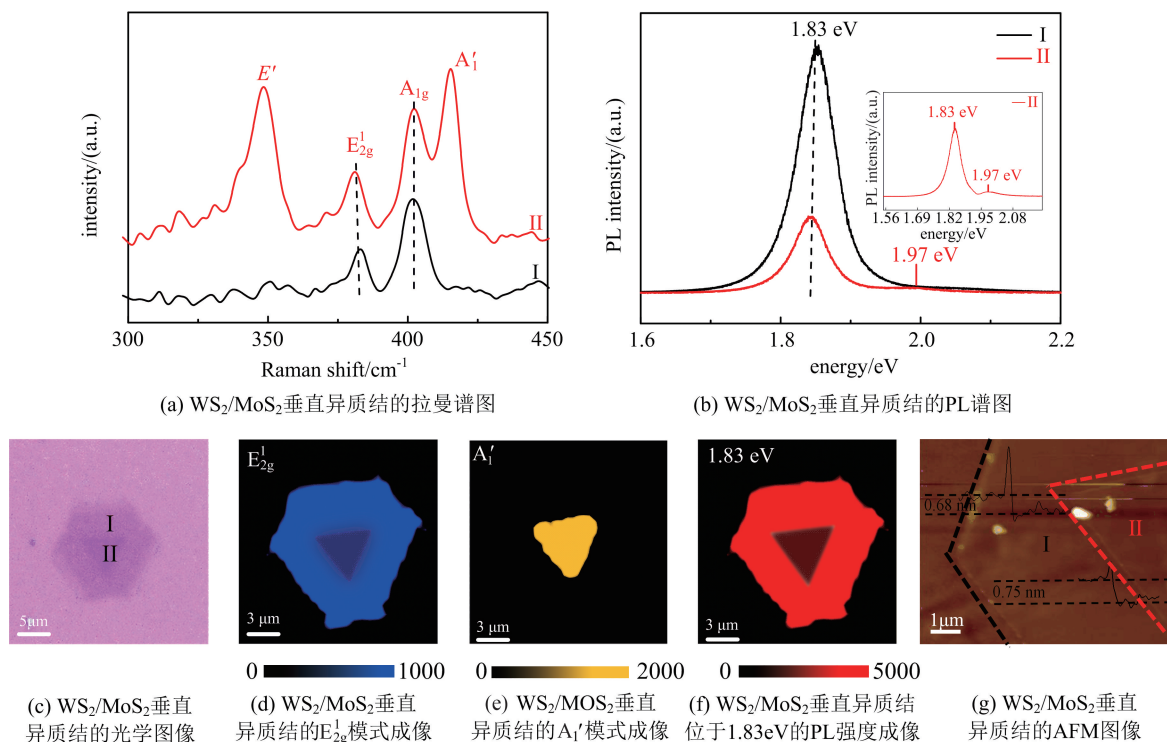 E′
A₁g
A₁′
E¹₂g
II
I
intensity/(a.u.)
300
350
400
450
Raman shift/cm⁻¹
(a) WS₂/MoS₂垂直异质结的拉曼谱图
1.83 eV
I
II
II
1.83 eV
1.97 eV
PL intensity/(a.u.)
1.56 1.69 1.82 1.95 2.08
energy/eV
1.97 eV
PL intensity/(a.u.)
1.6
1.8
2.0
2.2
energy/eV
(b) WS₂/MoS₂垂直异质结的PL谱图
I
II
5μm
(c) WS₂/MoS₂垂直
异质结的光学图像
E¹₂g
3 μm
0 1000
(d) WS₂/MoS₂垂直
异质结的E¹₂g模式成像
A₁′
3 μm
0 2000
(e) WS₂/MOS₂垂直
异质结的A₁′模式成像
1.83 eV
3 μm
0 5000
(f) WS₂/MoS₂垂直异质结
位于1.83eV的PL强度成像
0.68 nm
I
II
0.75 nm
1μm
(g) WS₂/MoS₂垂直
异质结的AFM图像